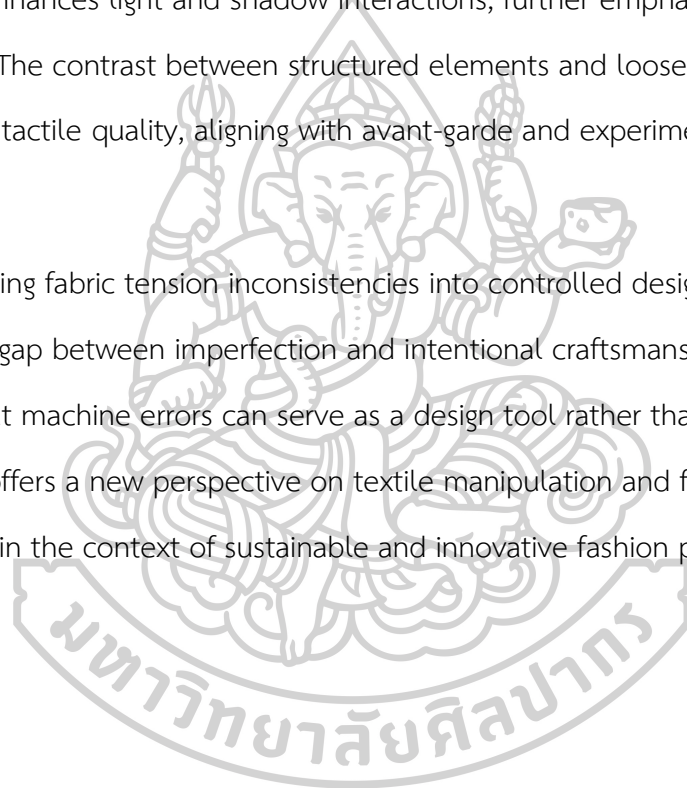 nhances light and shadow interactions, further empha
The contrast between structured elements and loose
tactile quality, aligning with avant-garde and experime
ing fabric tension inconsistencies into controlled desig
gap between imperfection and intentional craftsmans
t machine errors can serve as a design tool rather tha
offers a new perspective on textile manipulation and f
in the context of sustainable and innovative fashion p
มหาวิทยาลัยศิลปากร